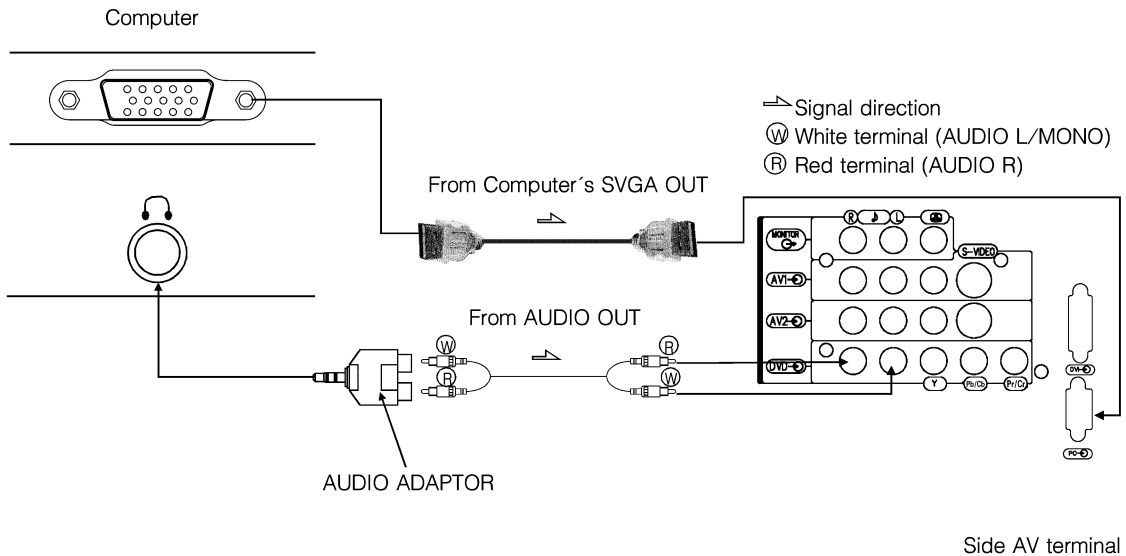 Computer
Signal direction
W White terminal (AUDIO L/MONO)
R Red terminal (AUDIO R)
From Computer´s SVGA OUT
R ♪ L
MONITOR
S-VIDEO
AV1
From AUDIO OUT
AV2
W
R
R
W
DVD
Y
Pb/Cb
Pr/Cr
DVI
PC
AUDIO ADAPTOR
Side AV terminal